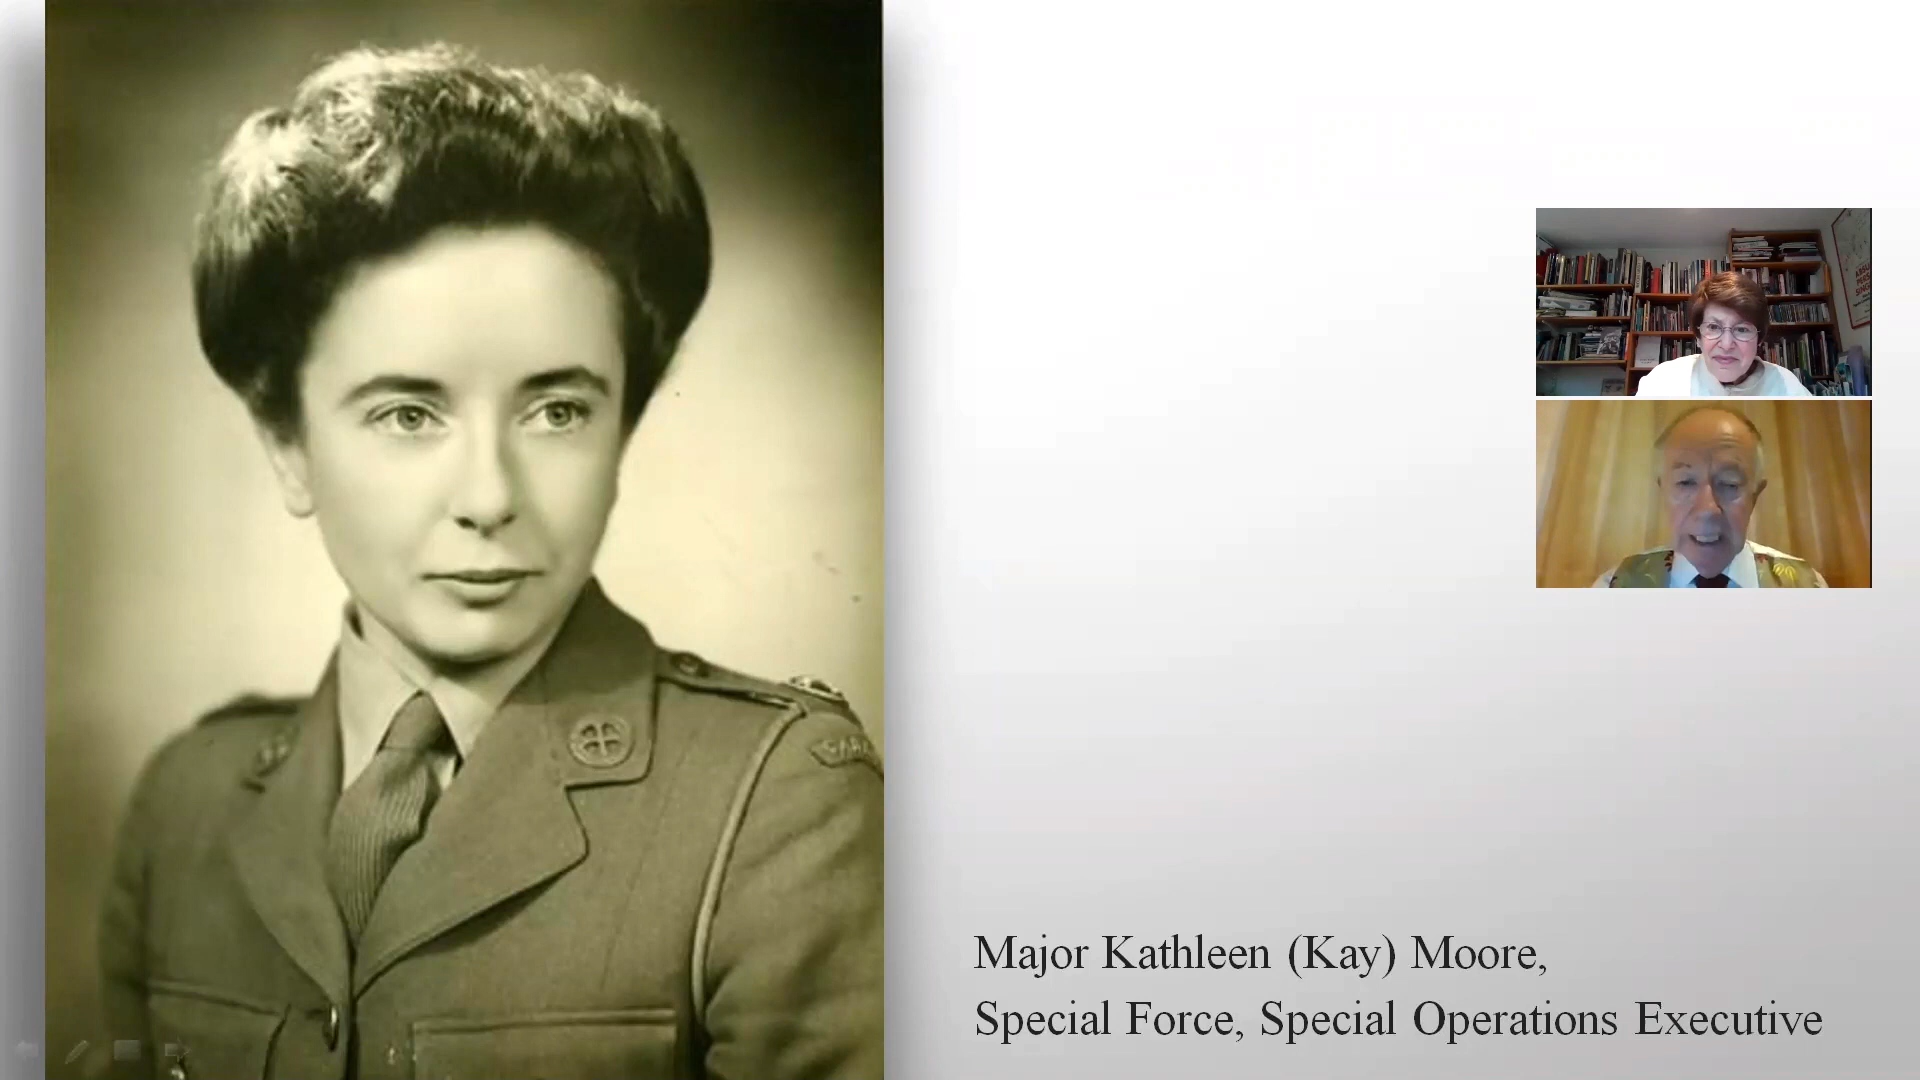 Major Kathleen (Kay) Moore,
Special Force, Special Operations Executive